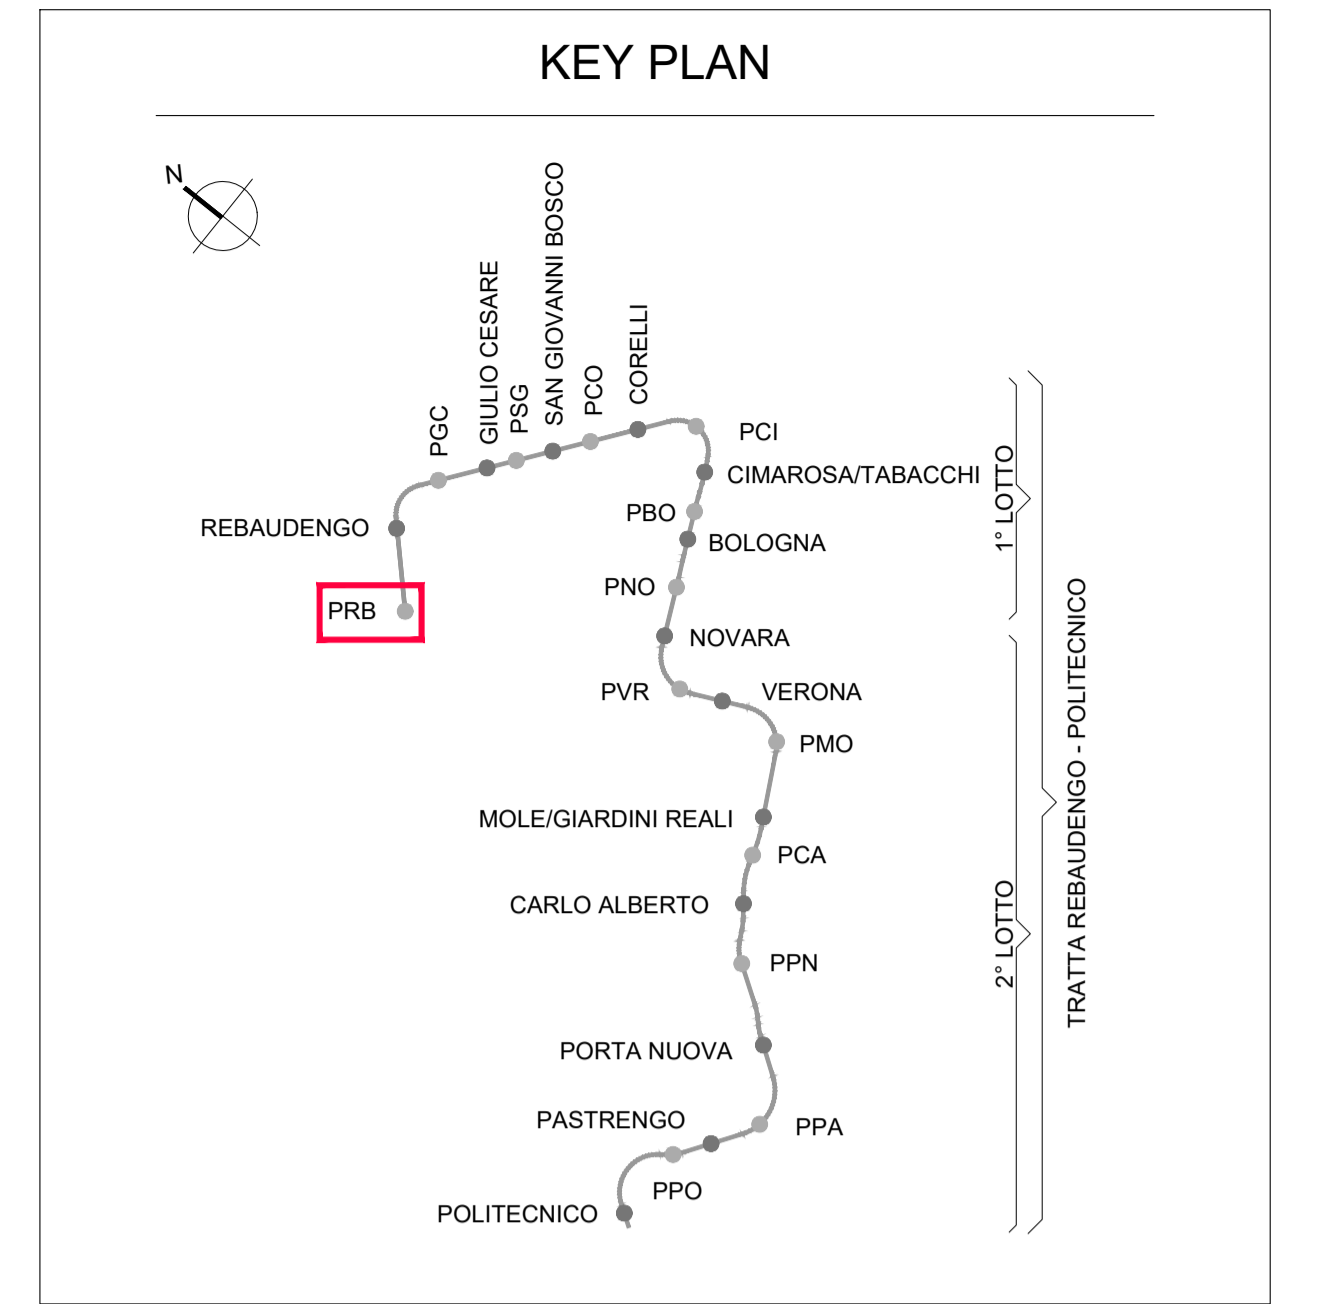 KEY PLAN
N
PGC
GIULIO CESARE
PSG
SAN GIOVANNI BOSCO
PCO
CORELLI
PCI
CIMAROSA/TABACCHI
REBAUDENGO
PBO
BOLOGNA
PNO
PRB
NOVARA
PVR
VERONA
PMO
MOLE/GIARDINI REALI
PCA
CARLO ALBERTO
PPN
PORTA NUOVA
PASTRENGO
PPA
PPO
POLITECNICO
1° LOTTO
2° LOTTO
TRATTA REBAUDENGO - POLITECNICO